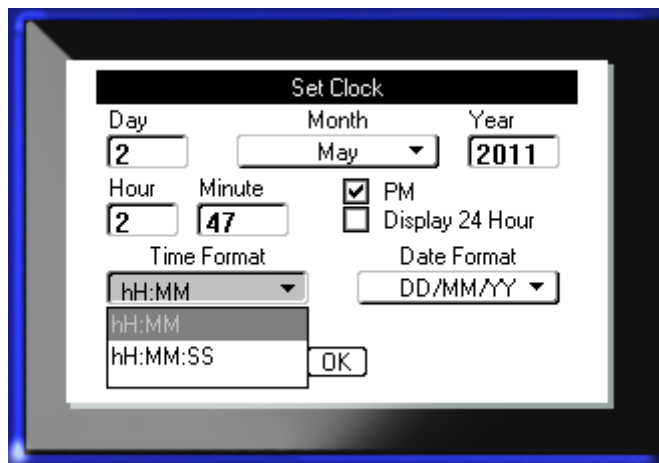 Set Clock
Day Month Year
2 May 2011
Hour Minute PM
2 47 Display 24 Hour
Time Format Date Format
hH:MM DD/MM/YY
hH:MM
hH:MM:SS
OK